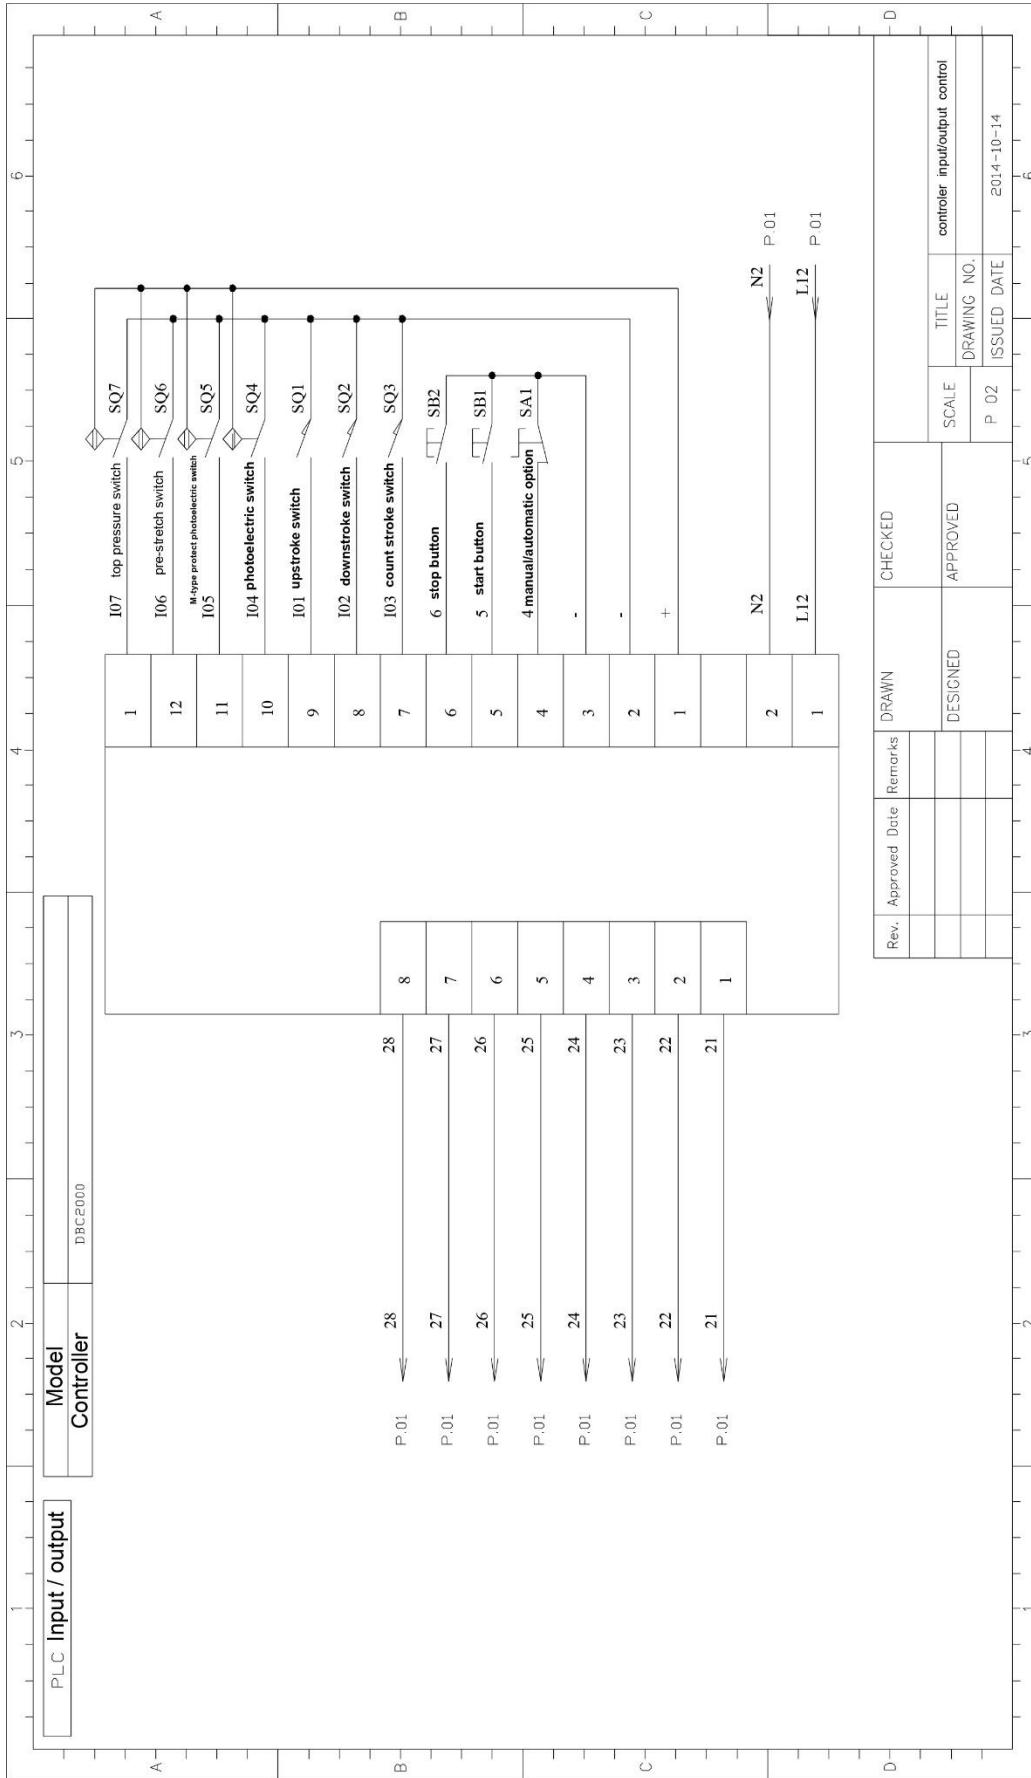 1 2 3 4 5 6
PLC Input / output
Model
Controller DBC2000
A A
I07 top pressure switch SQ7
1
I06 pre-stretch switch SQ6
12
M-type protect photoelectric switch
I05 SQ5
11
I04 photoelectric switch SQ4
10
I01 upstroke switch SQ1
9
I02 downstroke switch SQ2
8
B B
P.01 28 28 8
I03 count stroke switch SQ3
7
P.01 27 27 7
6 stop button SB2
6
P.01 26 26 6
5 start button SB1
5
P.01 25 25 5
4 manual/automatic option SA1
4
P.01 24 24 4
3 -
P.01 23 23 3
2 -
C C
P.01 22 22 2
1 +
P.01 21 21 1
2 N2 N2 P.01
1 L12 L12 P.01
D D
Rev. Approved Date Remarks
DRAWN CHECKED
DESIGNED APPROVED
SCALE TITLE controler input/output control
DRAWING NO.
P 02 ISSUED DATE 2014-10-14
1 2 3 4 5 6